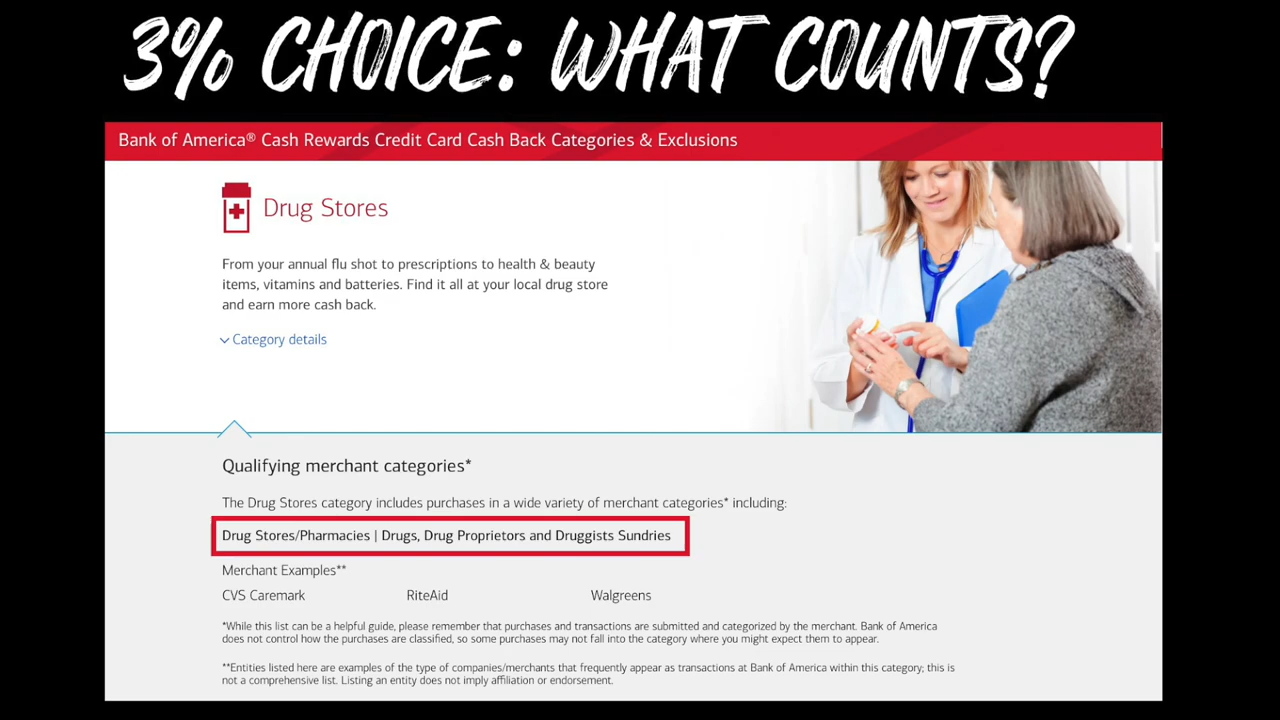 3% CHOICE: WHAT COUNTS?
Bank of America® Cash Rewards Credit Card Cash Back Categories & Exclusions
Drug Stores
From your annual flu shot to prescriptions to health & beauty
items, vitamins and batteries. Find it all at your local drug store
and earn more cash back.
Category details
Qualifying merchant categories*
The Drug Stores category includes purchases in a wide variety of merchant categories* including:
Drug Stores/Pharmacies | Drugs, Drug Proprietors and Druggists Sundries
Merchant Examples**
CVS Caremark RiteAid Walgreens
*While this list can be a helpful guide, please remember that purchases and transactions are submitted and categorized by the merchant. Bank of America
does not control how the purchases are classified, so some purchases may not fall into the category where you might expect them to appear.
**Entities listed here are examples of the type of companies/merchants that frequently appear as transactions at Bank of America within this category; this is
not a comprehensive list. Listing an entity does not imply affiliation or endorsement.